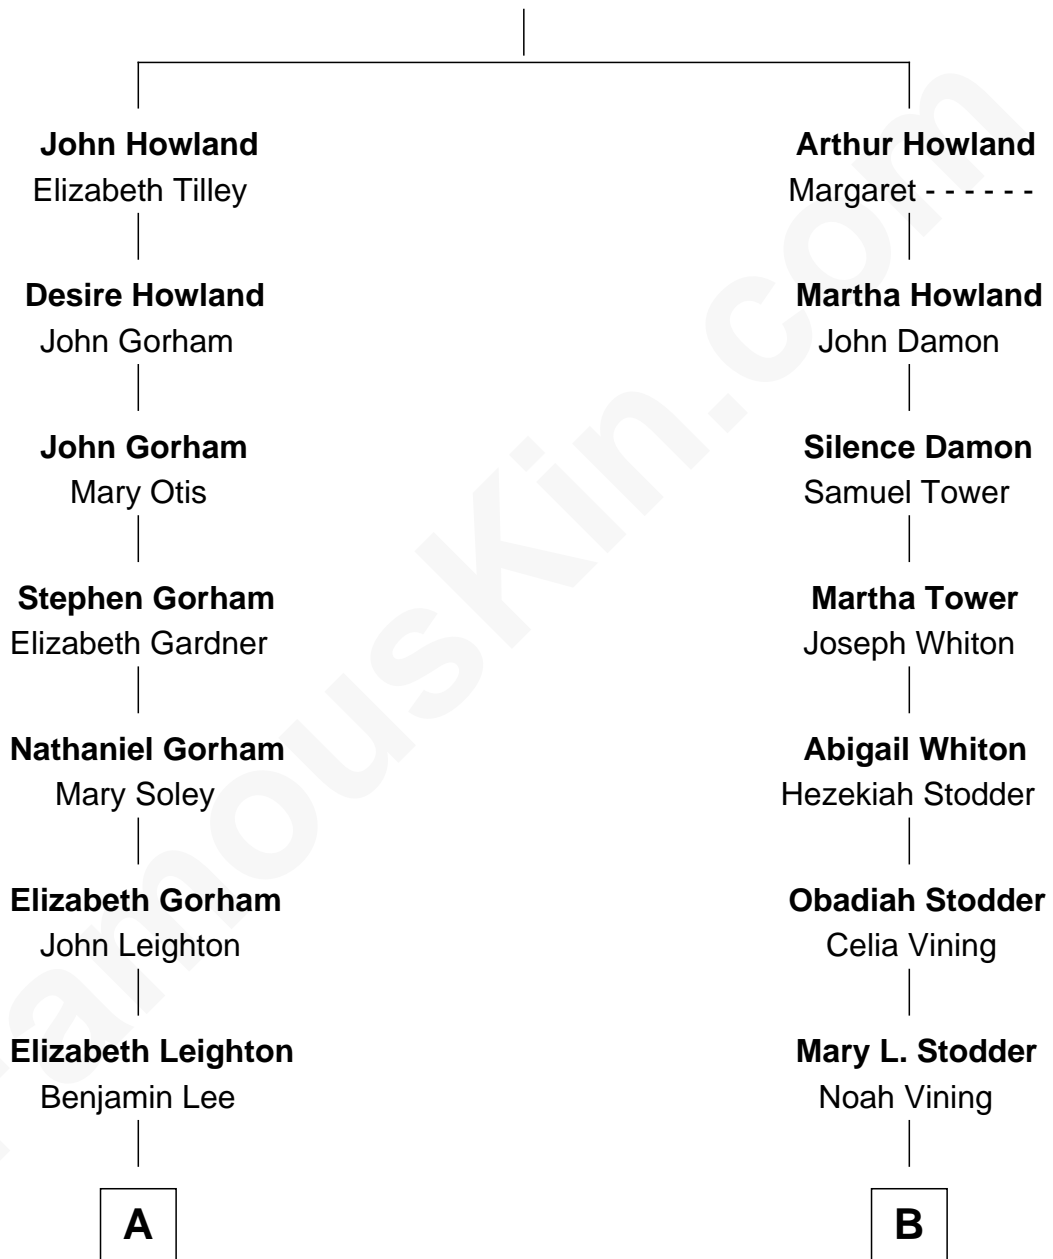 John Howland
Elizabeth Tilley
Desire Howland
John Gorham
John Gorham
Mary Otis
Stephen Gorham
Elizabeth Gardner
Nathaniel Gorham
Mary Soley
Elizabeth Gorham
John Leighton
Elizabeth Leighton
Benjamin Lee
A
Arthur Howland
Margaret - - - - - -
Martha Howland
John Damon
Silence Damon
Samuel Tower
Martha Tower
Joseph Whiton
Abigail Whiton
Hezekiah Stodder
Obadiah Stodder
Celia Vining
Mary L. Stodder
Noah Vining
B
FamousKin.com